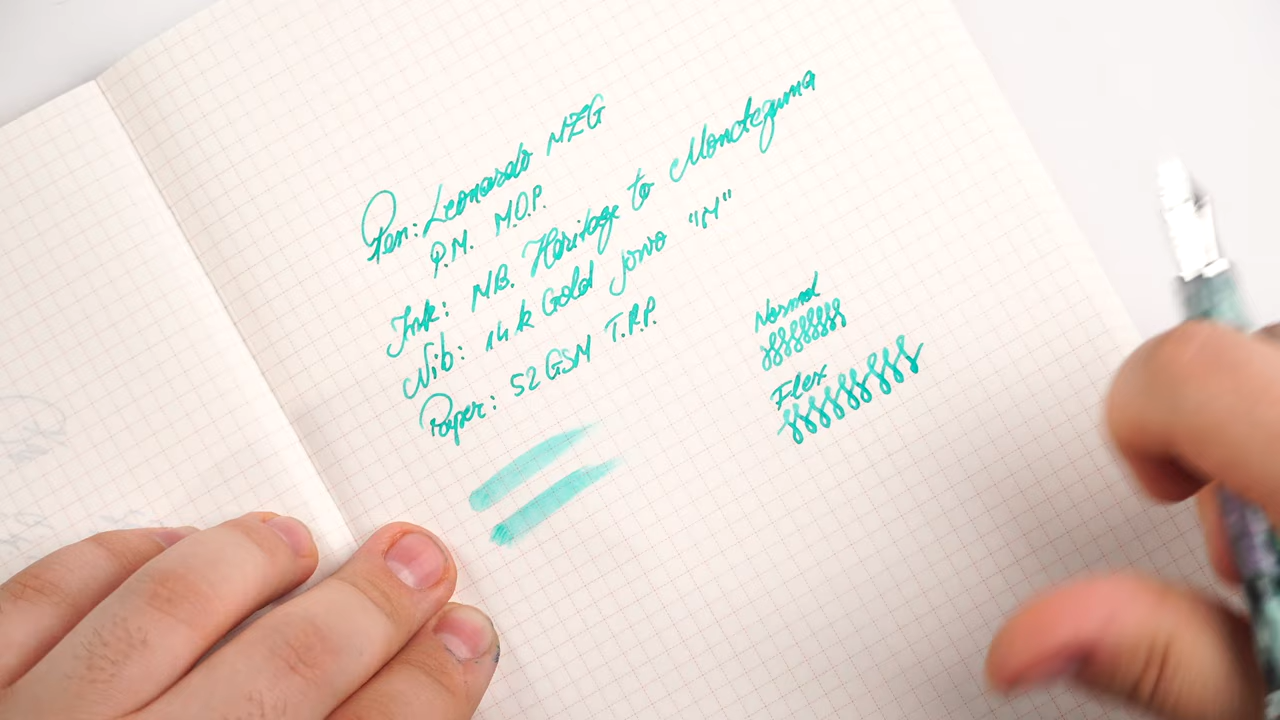 Pen: Leonardo MZG
P.M. M.O.P.
Ink: MB. Heritage to Montezuma
Nib: 14k Gold Jowo "M"
Paper: 52 GSM T.R.P.
Normal
Flex